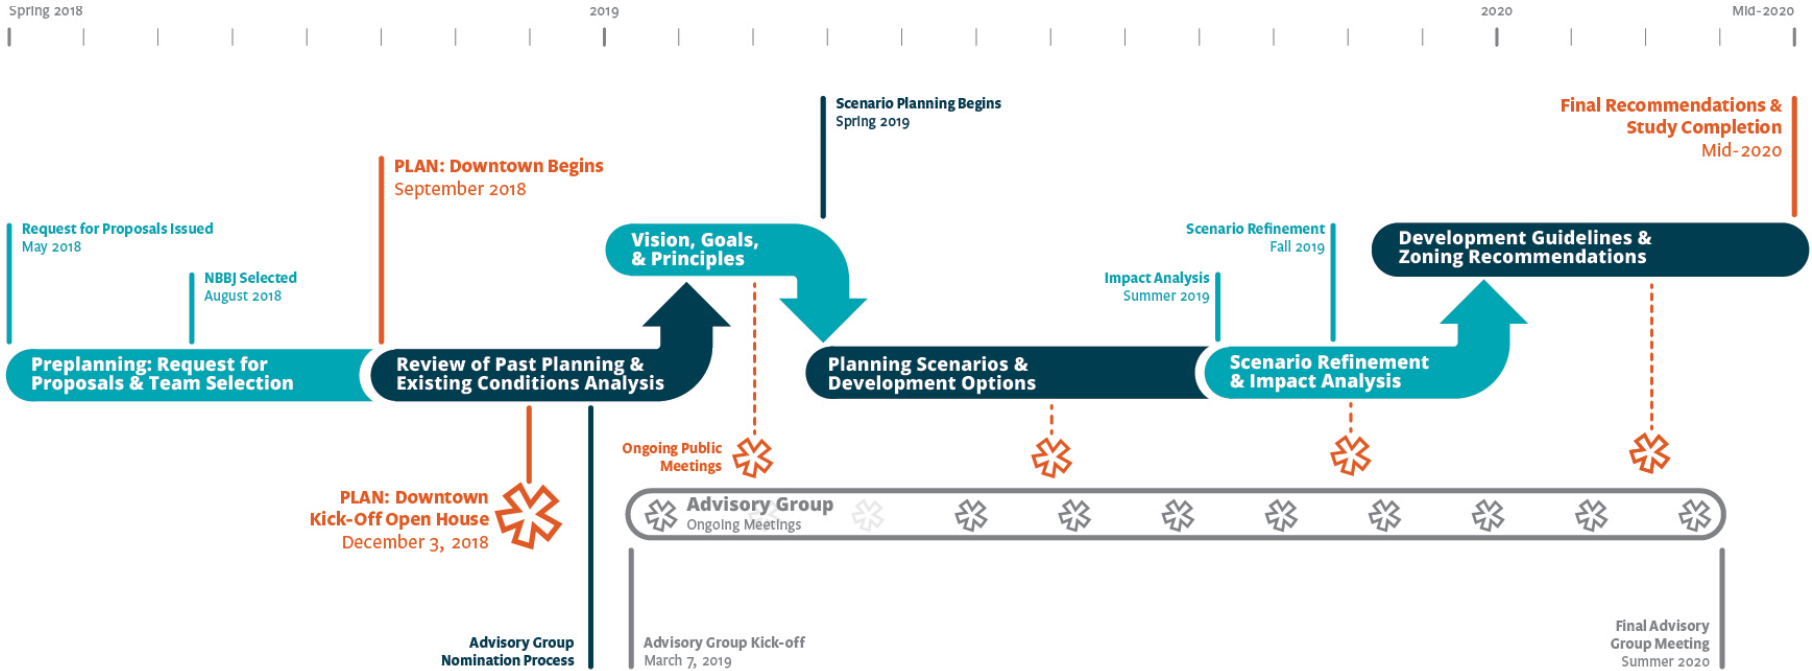 Spring 2018
2019
2020
Mid-2020
Scenario Planning Begins
Spring 2019
Final Recommendations &
Study Completion
Mid-2020
PLAN: Downtown Begins
September 2018
Request for Proposals Issued
May 2018
NBBJ Selected
August 2018
Vision, Goals,
& Principles
Scenario Refinement
Fall 2019
Impact Analysis
Summer 2019
Development Guidelines &
Zoning Recommendations
Preplanning: Request for
Proposals & Team Selection
Review of Past Planning &
Existing Conditions Analysis
Planning Scenarios &
Development Options
Scenario Refinement
& Impact Analysis
Ongoing Public
Meetings
PLAN: Downtown
Kick-Off Open House
December 3, 2018
Advisory Group
Ongoing Meetings
Advisory Group
Nomination Process
Advisory Group Kick-off
March 7, 2019
Final Advisory
Group Meeting
Summer 2020